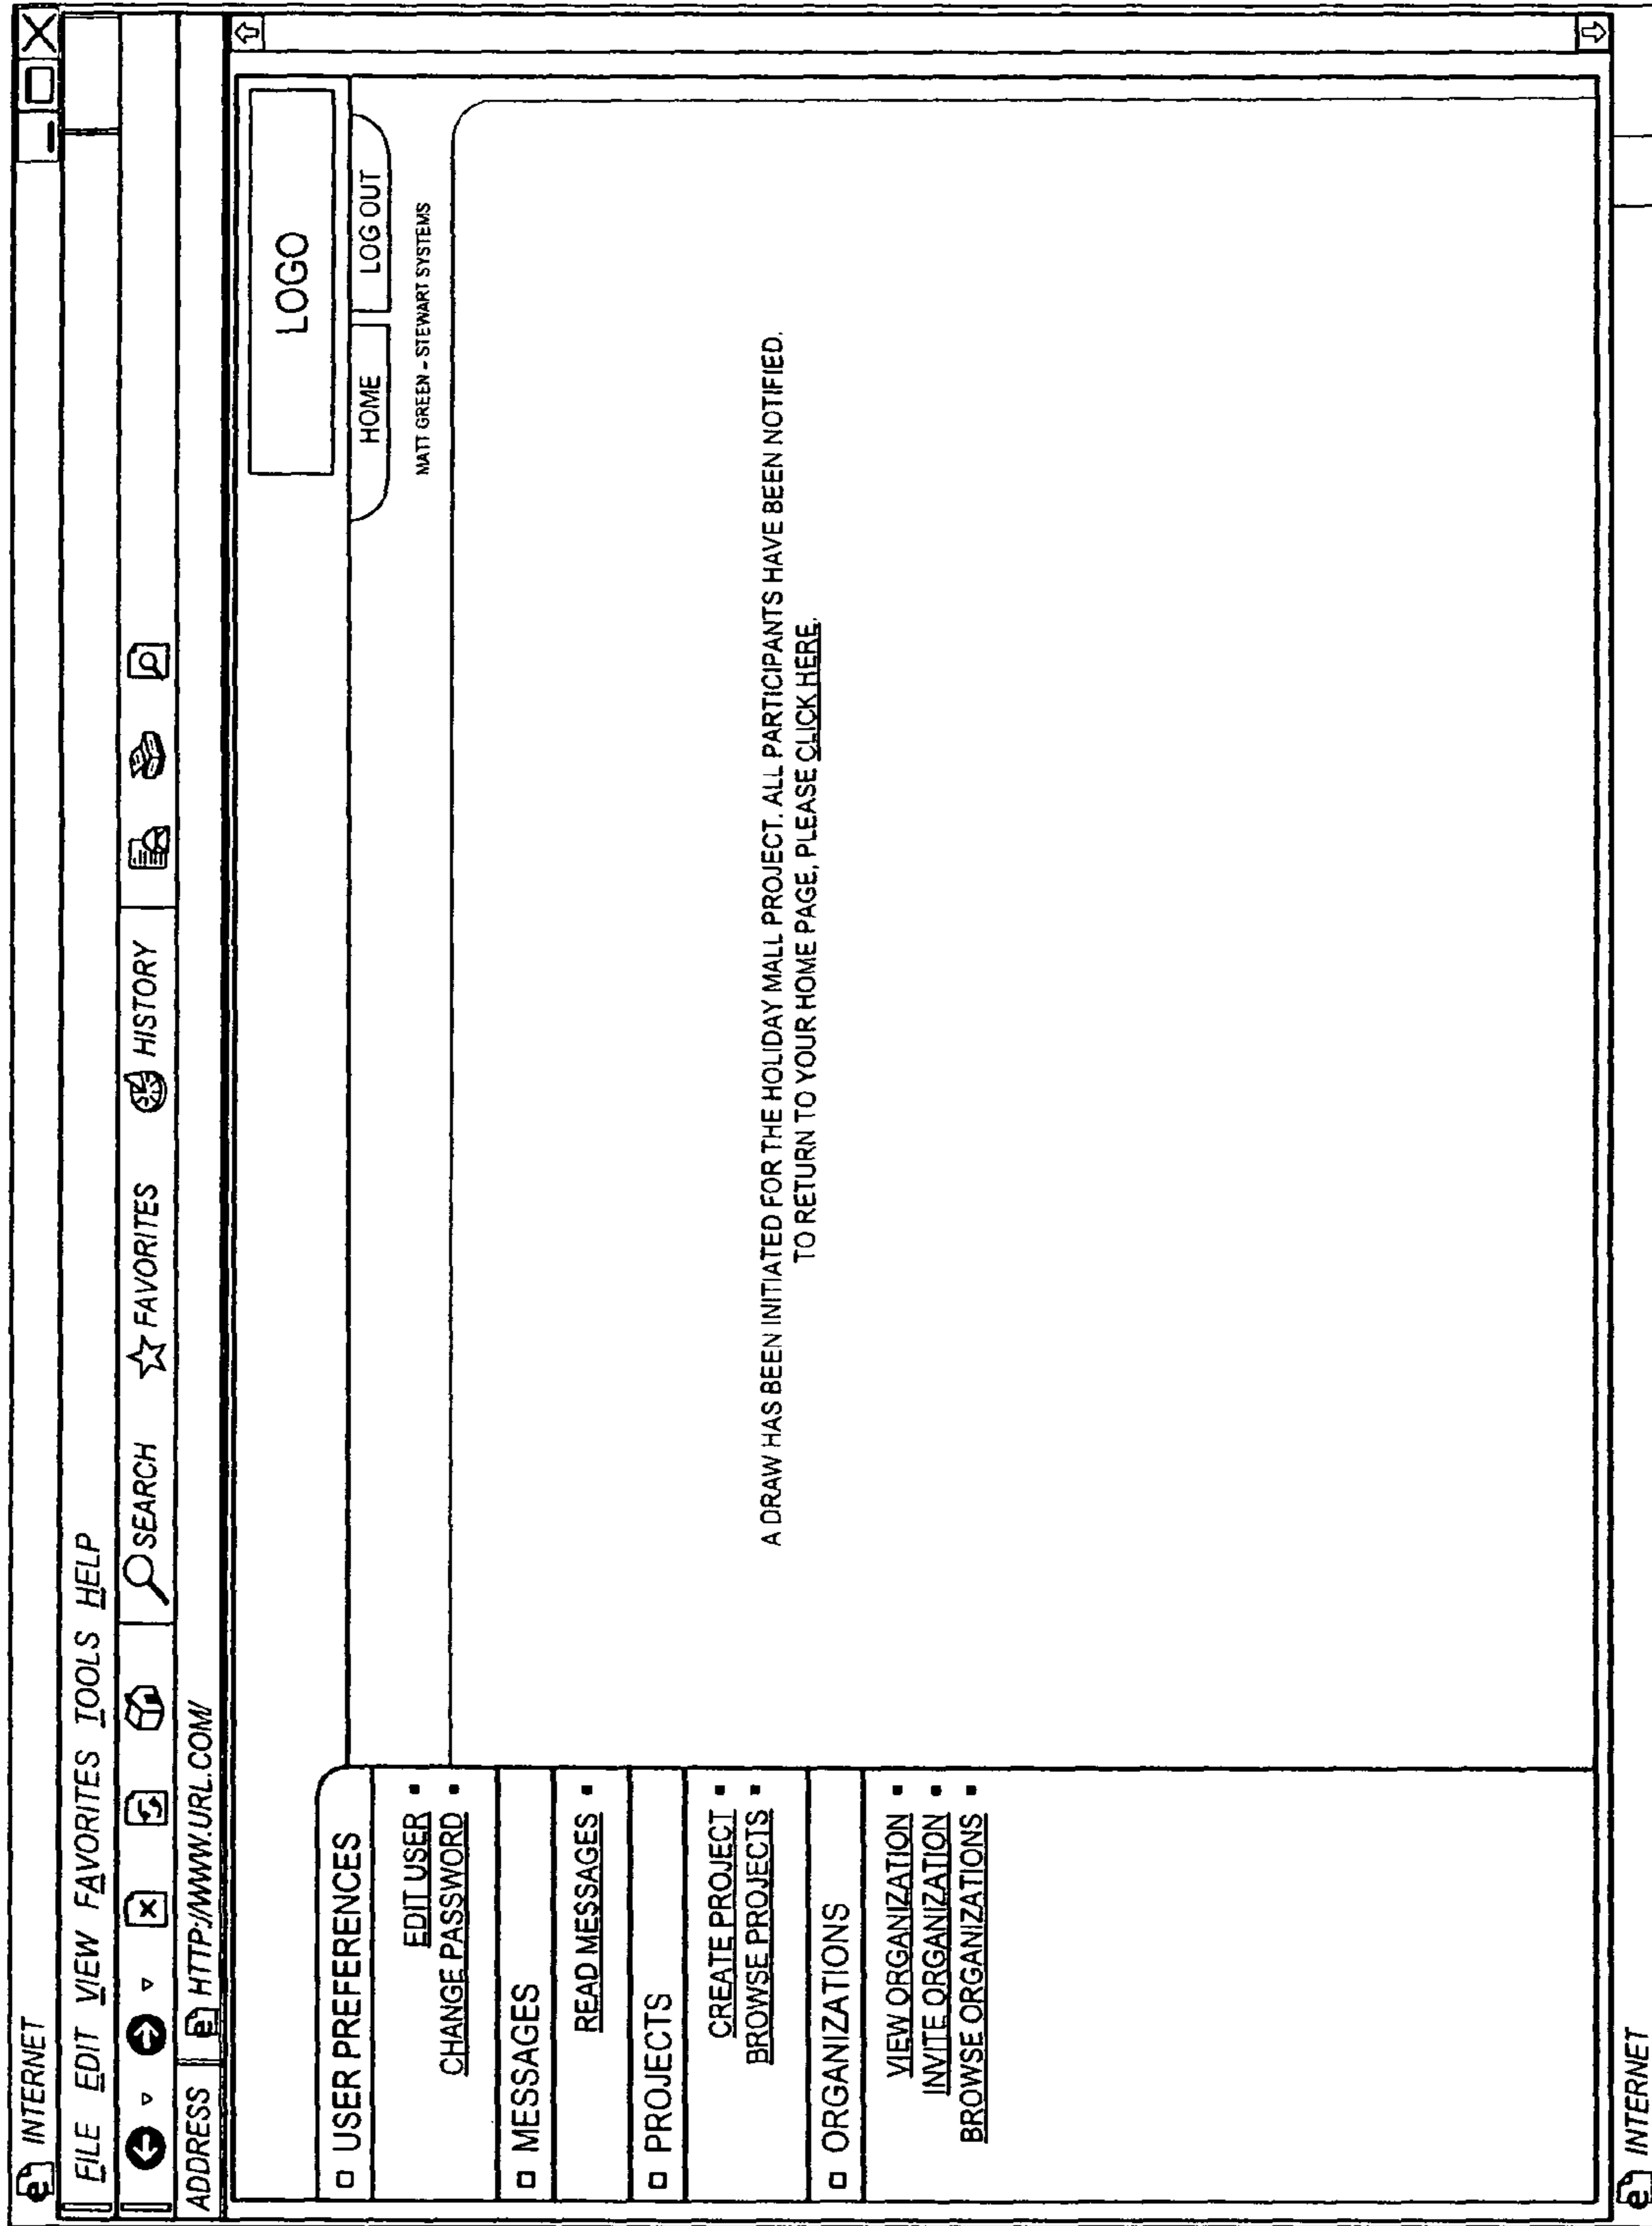 INTERNET
FILE EDIT VIEW FAVORITES TOOLS HELP
SEARCH FAVORITES HISTORY
ADDRESS HTTP://WWW.URL.COM/
LOGO
HOME LOG OUT
MATT GREEN - STEWART SYSTEMS
USER PREFERENCES
EDIT USER
CHANGE PASSWORD
MESSAGES
READ MESSAGES
PROJECTS
CREATE PROJECT
BROWSE PROJECTS
ORGANIZATIONS
VIEW ORGANIZATION
INVITE ORGANIZATION
BROWSE ORGANIZATIONS
A DRAW HAS BEEN INITIATED FOR THE HOLIDAY MALL PROJECT. ALL PARTICIPANTS HAVE BEEN NOTIFIED.
TO RETURN TO YOUR HOME PAGE, PLEASE CLICK HERE.
INTERNET